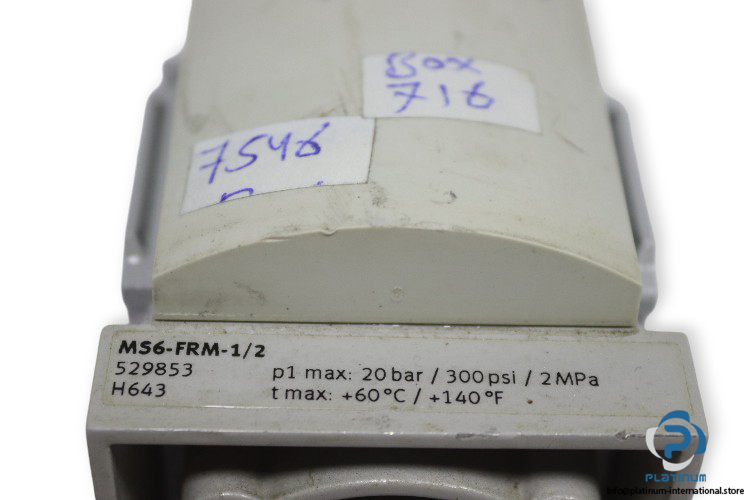 Box
716
7546
MS6-FRM-1/2
529853
H643
p1 max: 20 bar / 300 psi / 2 MPa
t max: +60°C / +140°F
PLATINUM
info@platinum-international.store